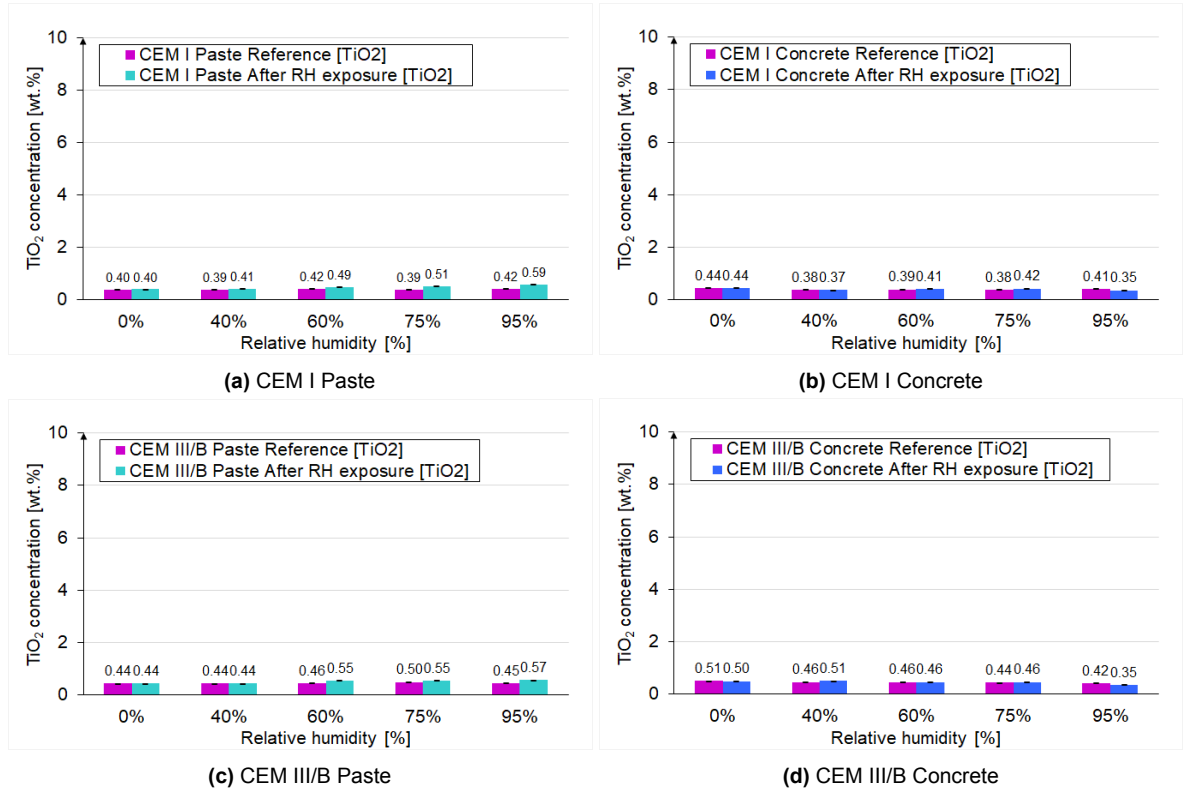 10
CEM I Paste Reference [TiO2]
CEM I Paste After RH exposure [TiO2]
8
6
4
2
0
TiO₂ concentration [wt.%]
0.40 0.40 0.39 0.41 0.42 0.49 0.39 0.51 0.42 0.59
0% 40% 60% 75% 95%
Relative humidity [%]
(a) CEM I Paste
10
CEM I Concrete Reference [TiO2]
CEM I Concrete After RH exposure [TiO2]
8
6
4
2
0
TiO₂ concentration [wt.%]
0.44 0.44 0.38 0.37 0.39 0.41 0.38 0.42 0.41 0.35
0% 40% 60% 75% 95%
Relative humidity [%]
(b) CEM I Concrete
10
CEM III/B Paste Reference [TiO2]
CEM III/B Paste After RH exposure [TiO2]
8
6
4
2
0
TiO₂ concentration [wt.%]
0.44 0.44 0.44 0.44 0.46 0.55 0.50 0.55 0.45 0.57
0% 40% 60% 75% 95%
Relative humidity [%]
(c) CEM III/B Paste
10
CEM III/B Concrete Reference [TiO2]
CEM III/B Concrete After RH exposure [TiO2]
8
6
4
2
0
TiO₂ concentration [wt.%]
0.51 0.50 0.46 0.51 0.46 0.46 0.44 0.46 0.42 0.35
0% 40% 60% 75% 95%
Relative humidity [%]
(d) CEM III/B Concrete